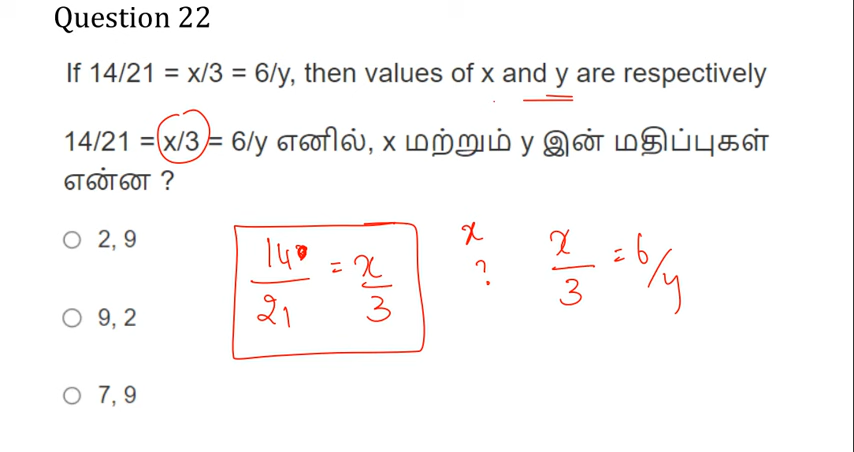 Question 22
If 14/21 = x/3 = 6/y, then values of x and y are respectively
14/21 = x/3 = 6/y எனில், x மற்றும் y இன் மதிப்புகள்
என்ன ?
2, 9
14/21 = x/3
x
?
x/3 = 6/y
9, 2
7, 9